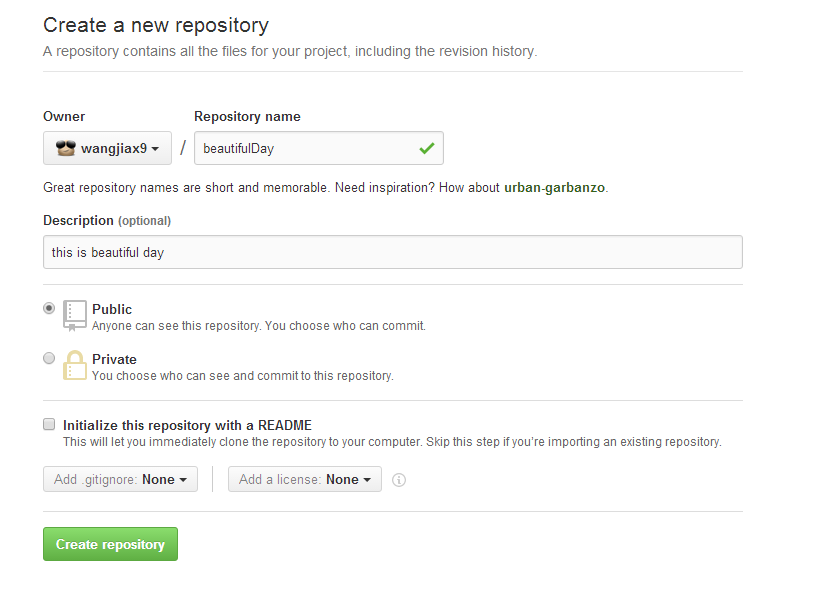 Create a new repository
A repository contains all the files for your project, including the revision history.
Owner Repository name
wangjiax9 / beautifulDay
Great repository names are short and memorable. Need inspiration? How about urban-garbanzo.
Description (optional)
this is beautiful day
Public
Anyone can see this repository. You choose who can commit.
Private
You choose who can see and commit to this repository.
Initialize this repository with a README
This will let you immediately clone the repository to your computer. Skip this step if you’re importing an existing repository.
Add .gitignore: None Add a license: None
Create repository